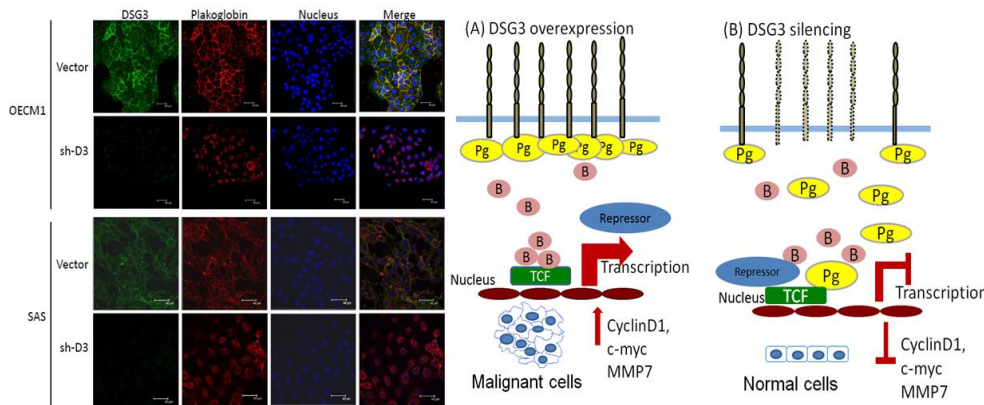 DSG3 Plakoglobin Nucleus Merge
OECM1
Vector
sh-D3
SAS
Vector
sh-D3
(A) DSG3 overexpression
Pg Pg Pg Pg Pg Pg
B
B
B
B
B B
TCF
Repressor
Transcription
Nucleus
CyclinD1,
c-myc
MMP7
Malignant cells
(B) DSG3 silencing
Pg Pg
B
B Pg Pg
B Pg
B B
Repressor
Pg
TCF
Nucleus
Transcription
CyclinD1,
c-myc
MMP7
Normal cells